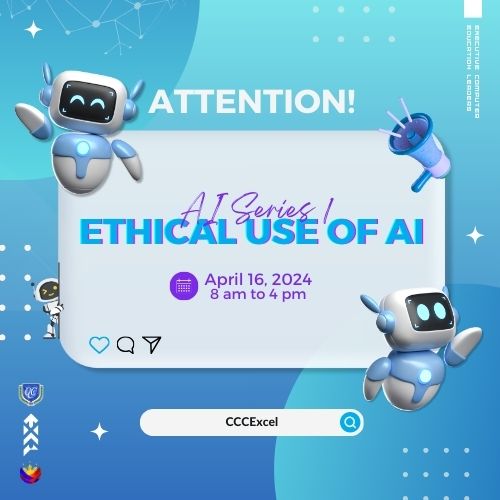 EXECUTIVE COMPUTER
EDUCATION LEADERS
ATTENTION!
AI Series 1
ETHICAL USE OF AI
April 16, 2024
8 am to 4 pm
CCCExcel